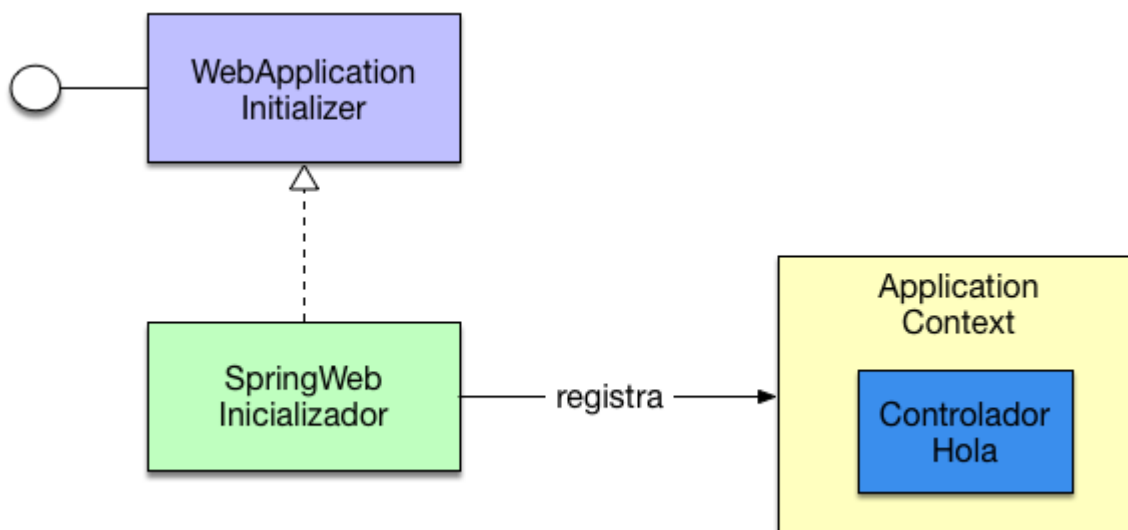 WebApplication
Initializer
SpringWeb
Inicializador
registra
Application
Context
Controlador
Hola